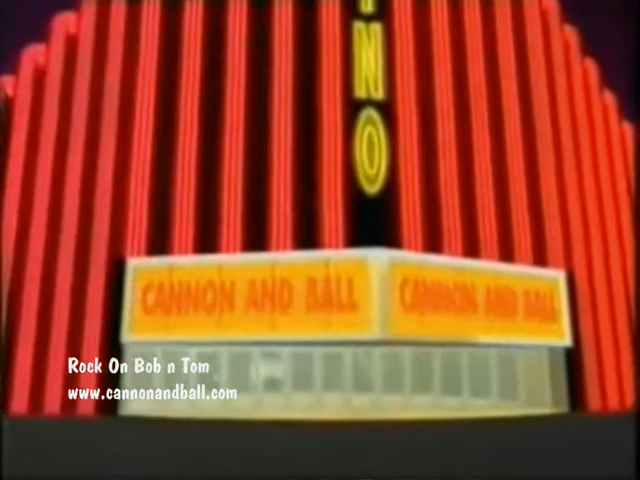 NO
CANNON AND BALL
CANNON AND BALL
Rock On Bob n Tom
www.cannonandball.com